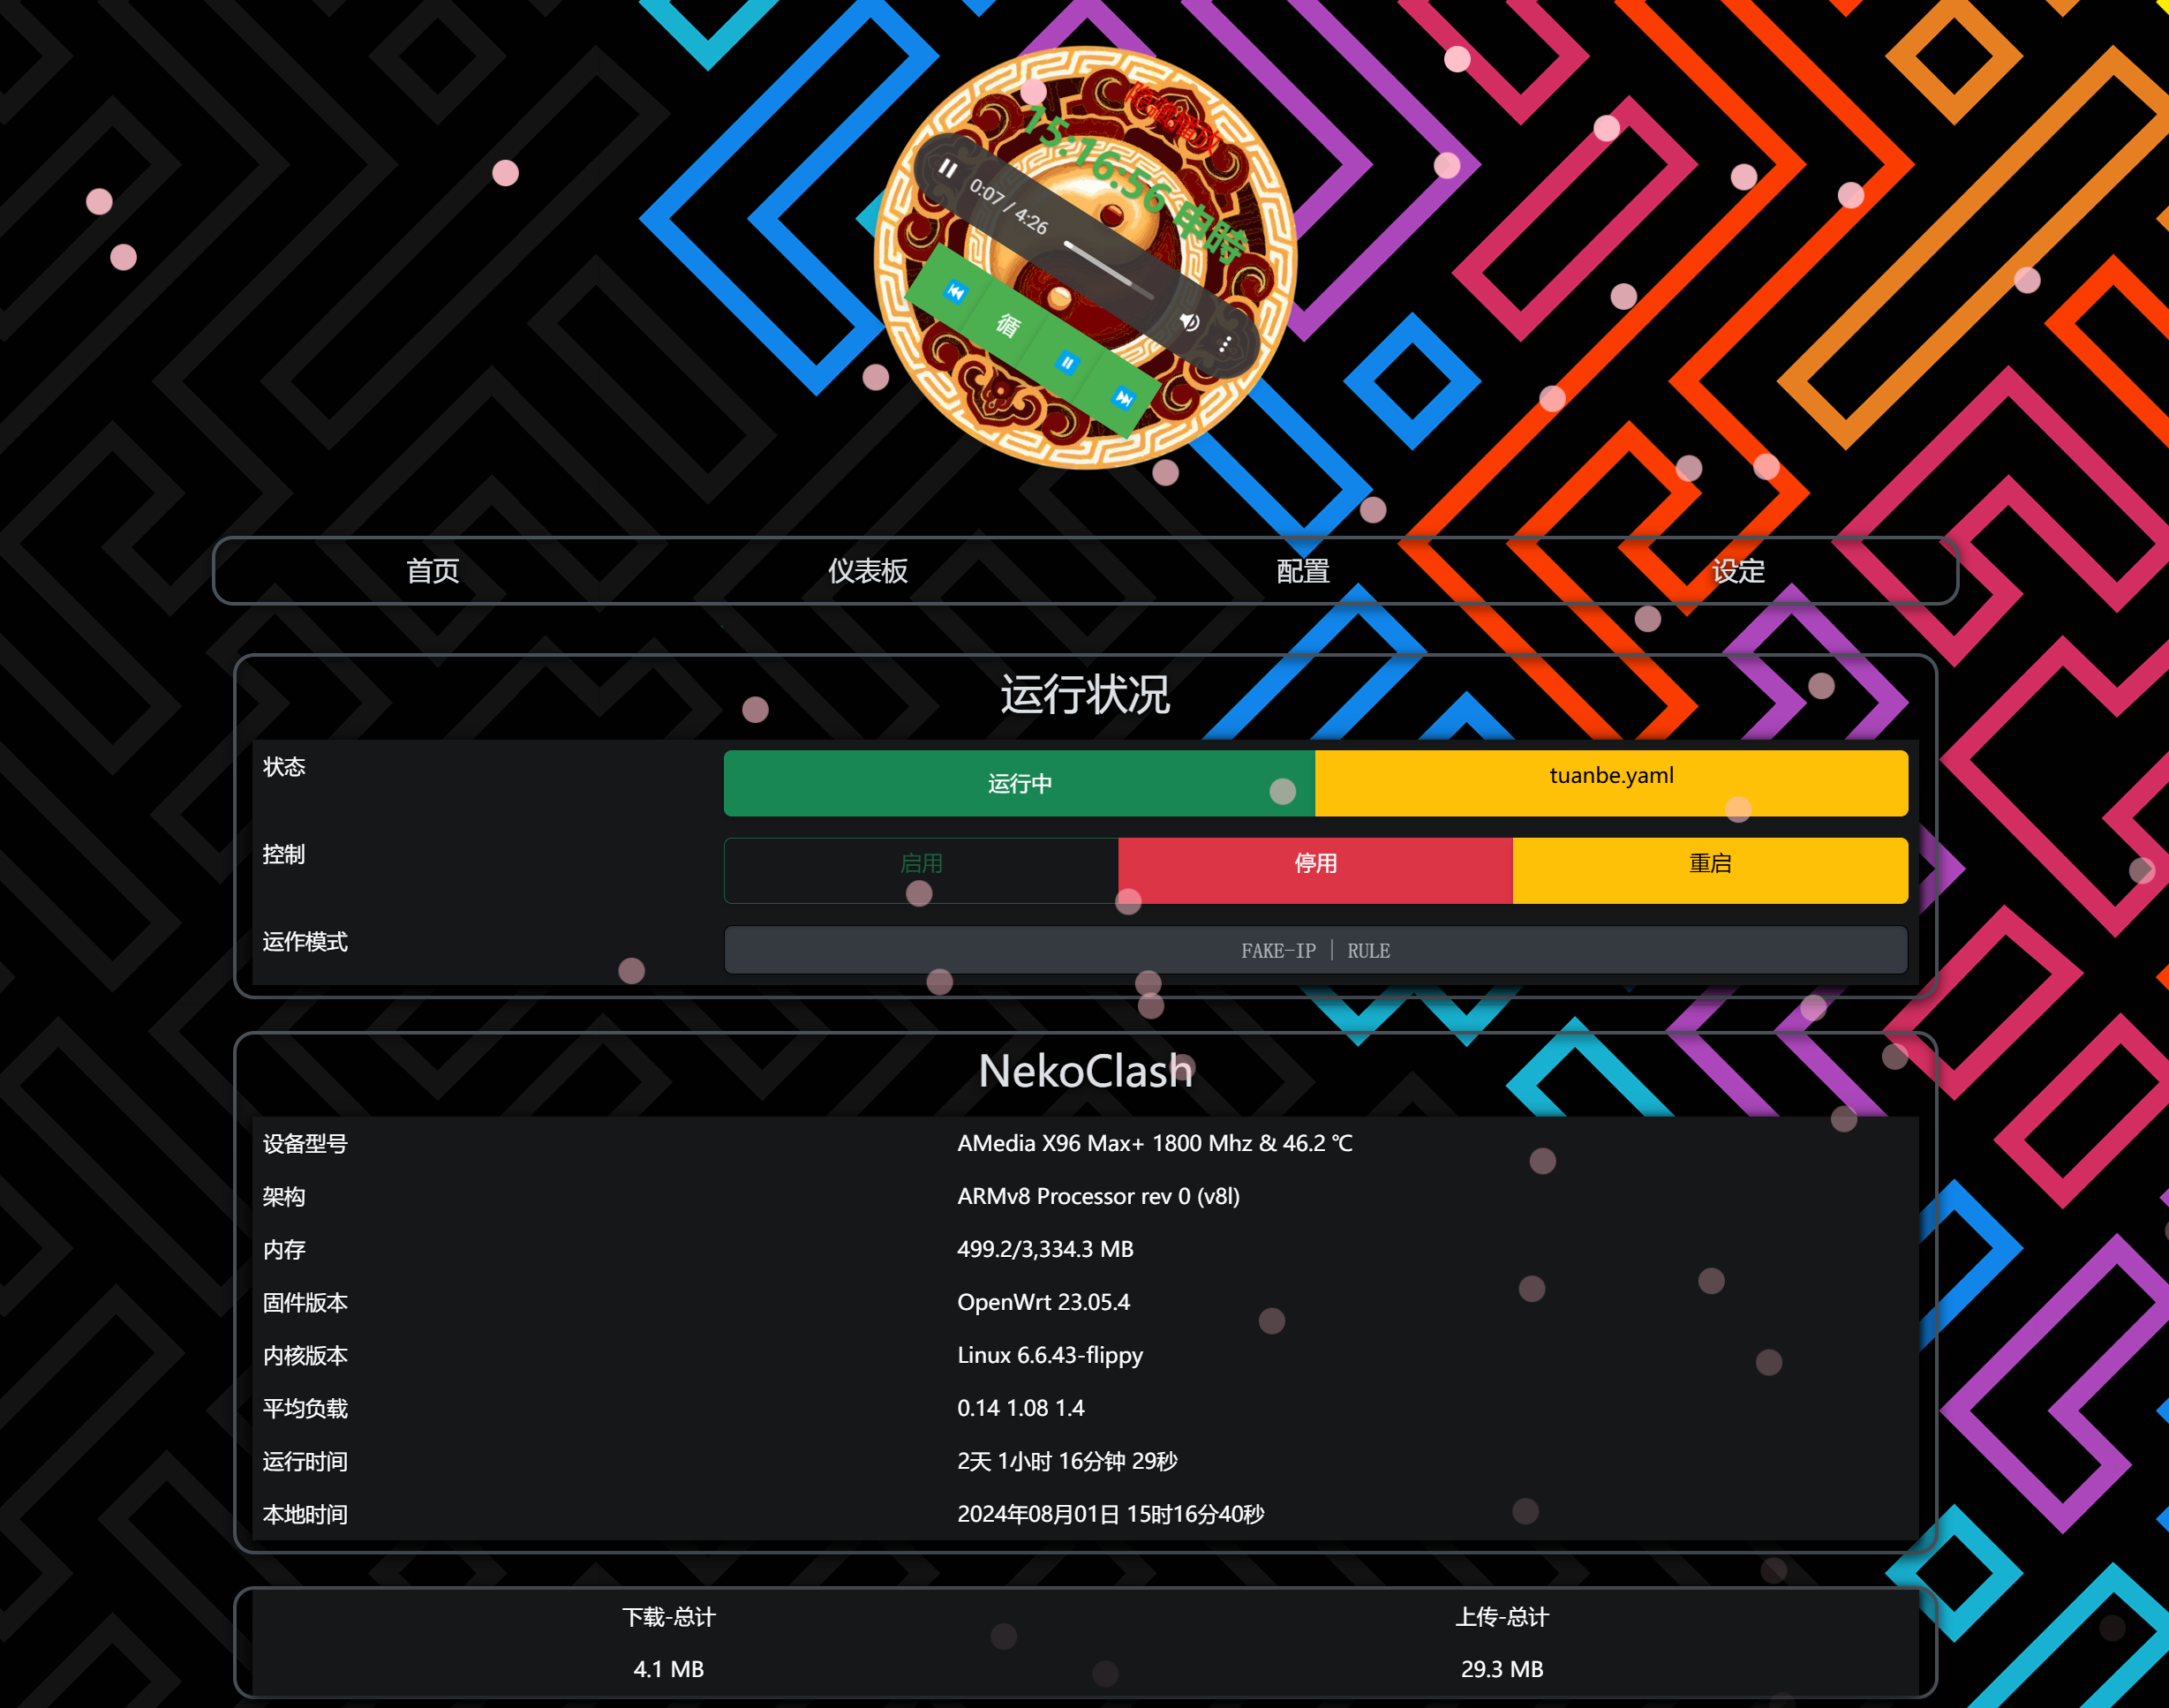 15:16:56 申時
0:07 / 4:26
循
首页
仪表板
配置
设定
运行状况
状态
运行中
tuanbe.yaml
控制
启用
停用
重启
运作模式
FAKE-IP | RULE
NekoClash
设备型号
AMedia X96 Max+ 1800 Mhz & 46.2 ℃
架构
ARMv8 Processor rev 0 (v8l)
内存
499.2/3,334.3 MB
固件版本
OpenWrt 23.05.4
内核版本
Linux 6.6.43-flippy
平均负载
0.14 1.08 1.4
运行时间
2天 1小时 16分钟 29秒
本地时间
2024年08月01日 15时16分40秒
下载-总计
上传-总计
4.1 MB
29.3 MB